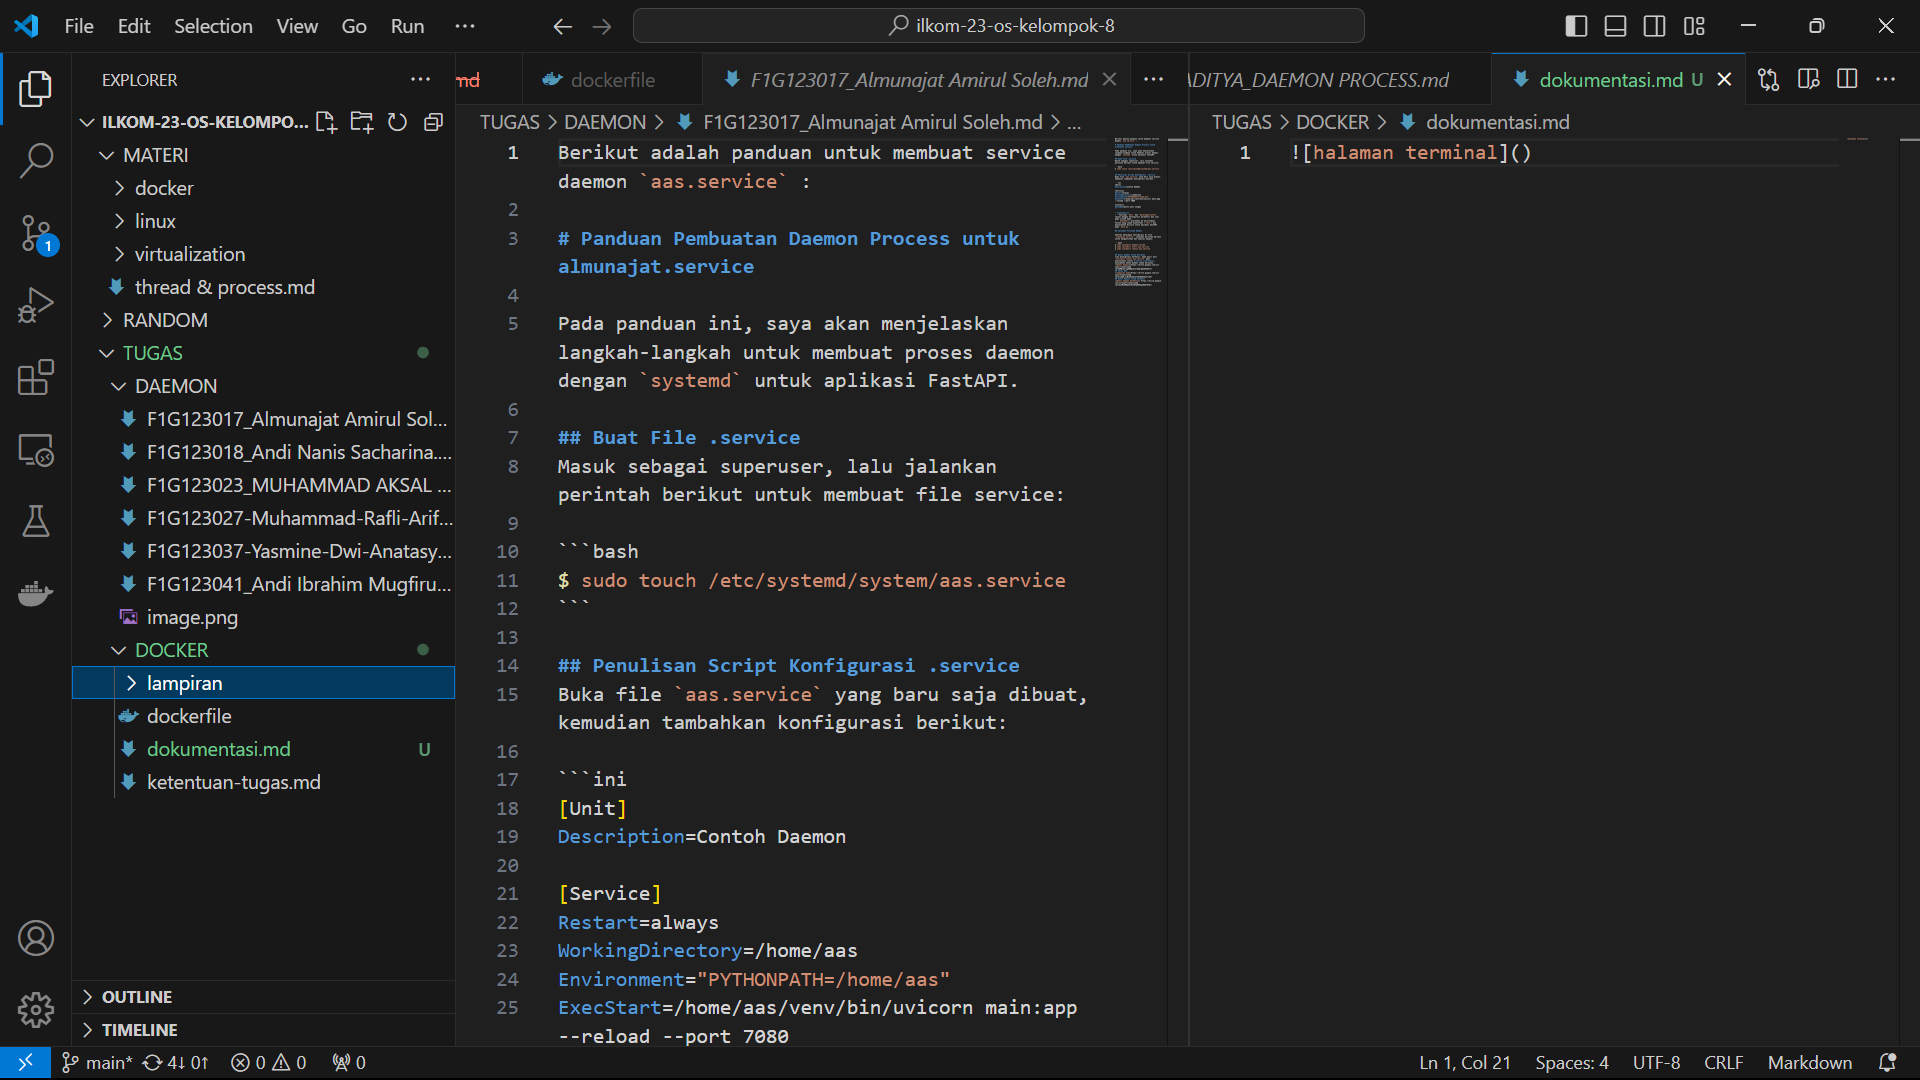 File Edit Selection View Go Run ...
ilkom-23-os-kelompok-8
EXPLORER
ILKOM-23-OS-KELOMPO...
MATERI
docker
linux
virtualization
thread & process.md
RANDOM
TUGAS
DAEMON
F1G123017_Almunajat Amirul Sol...
F1G123018_Andi Nanis Sacharina....
F1G123023_MUHAMMAD AKSAL ...
F1G123027-Muhammad-Rafli-Arif...
F1G123037-Yasmine-Dwi-Anatasy...
F1G123041_Andi Ibrahim Mugfiru...
image.png
DOCKER
lampiran
dockerfile
dokumentasi.md U
ketentuan-tugas.md
OUTLINE
TIMELINE
1
md dockerfile F1G123017_Almunajat Amirul Soleh.md
TUGAS > DAEMON > F1G123017_Almunajat Amirul Soleh.md > ...
1 Berikut adalah panduan untuk membuat service
daemon `aas.service` :
2
3 # Panduan Pembuatan Daemon Process untuk
almunajat.service
4
5 Pada panduan ini, saya akan menjelaskan
langkah-langkah untuk membuat proses daemon
dengan `systemd` untuk aplikasi FastAPI.
6
7 ## Buat File .service
8 Masuk sebagai superuser, lalu jalankan
perintah berikut untuk membuat file service:
9
10 ```bash
11 $ sudo touch /etc/systemd/system/aas.service
12 ```
13
14 ## Penulisan Script Konfigurasi .service
15 Buka file `aas.service` yang baru saja dibuat,
kemudian tambahkan konfigurasi berikut:
16
17 ```ini
18 [Unit]
19 Description=Contoh Daemon
20
21 [Service]
22 Restart=always
23 WorkingDirectory=/home/aas
24 Environment="PYTHONPATH=/home/aas"
25 ExecStart=/home/aas/venv/bin/uvicorn main:app
--reload --port 7080
ADITYA_DAEMON PROCESS.md dokumentasi.md U
TUGAS > DOCKER > dokumentasi.md
1 ![halaman terminal]()
main* 4↓ 0↑ 0 0 0
Ln 1, Col 21 Spaces: 4 UTF-8 CRLF Markdown